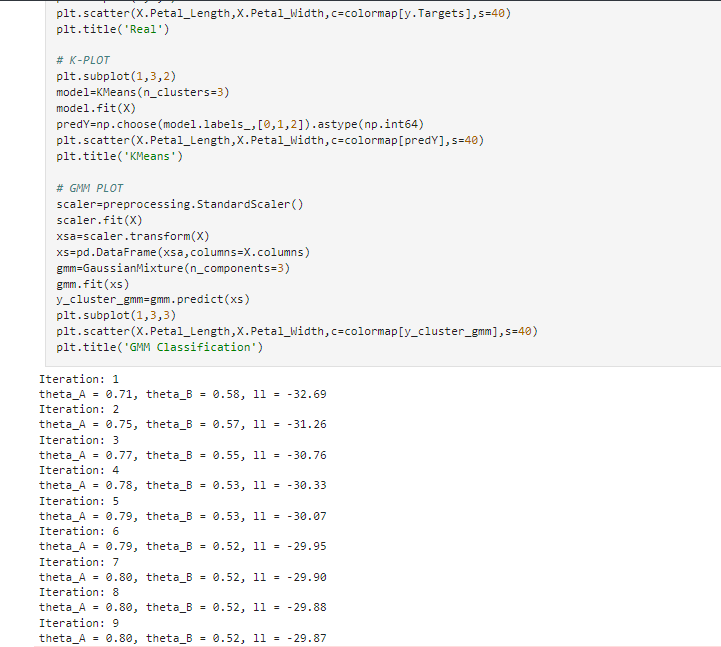 plt.scatter(X.Petal_Length,X.Petal_Width,c=colormap[y.Targets],s=40)
plt.title('Real')
# K-PLOT
plt.subplot(1,3,2)
model=KMeans(n_clusters=3)
model.fit(X)
predY=np.choose(model.labels_,[0,1,2]).astype(np.int64)
plt.scatter(X.Petal_Length,X.Petal_Width,c=colormap[predY],s=40)
plt.title('KMeans')
# GMM PLOT
scaler=preprocessing.StandardScaler()
scaler.fit(X)
xsa=scaler.transform(X)
xs=pd.DataFrame(xsa,columns=X.columns)
gmm=GaussianMixture(n_components=3)
gmm.fit(xs)
y_cluster_gmm=gmm.predict(xs)
plt.subplot(1,3,3)
plt.scatter(X.Petal_Length,X.Petal_Width,c=colormap[y_cluster_gmm],s=40)
plt.title('GMM Classification')
Iteration: 1
theta_A = 0.71, theta_B = 0.58, ll = -32.69
Iteration: 2
theta_A = 0.75, theta_B = 0.57, ll = -31.26
Iteration: 3
theta_A = 0.77, theta_B = 0.55, ll = -30.76
Iteration: 4
theta_A = 0.78, theta_B = 0.53, ll = -30.33
Iteration: 5
theta_A = 0.79, theta_B = 0.53, ll = -30.07
Iteration: 6
theta_A = 0.79, theta_B = 0.52, ll = -29.95
Iteration: 7
theta_A = 0.80, theta_B = 0.52, ll = -29.90
Iteration: 8
theta_A = 0.80, theta_B = 0.52, ll = -29.88
Iteration: 9
theta_A = 0.80, theta_B = 0.52, ll = -29.87